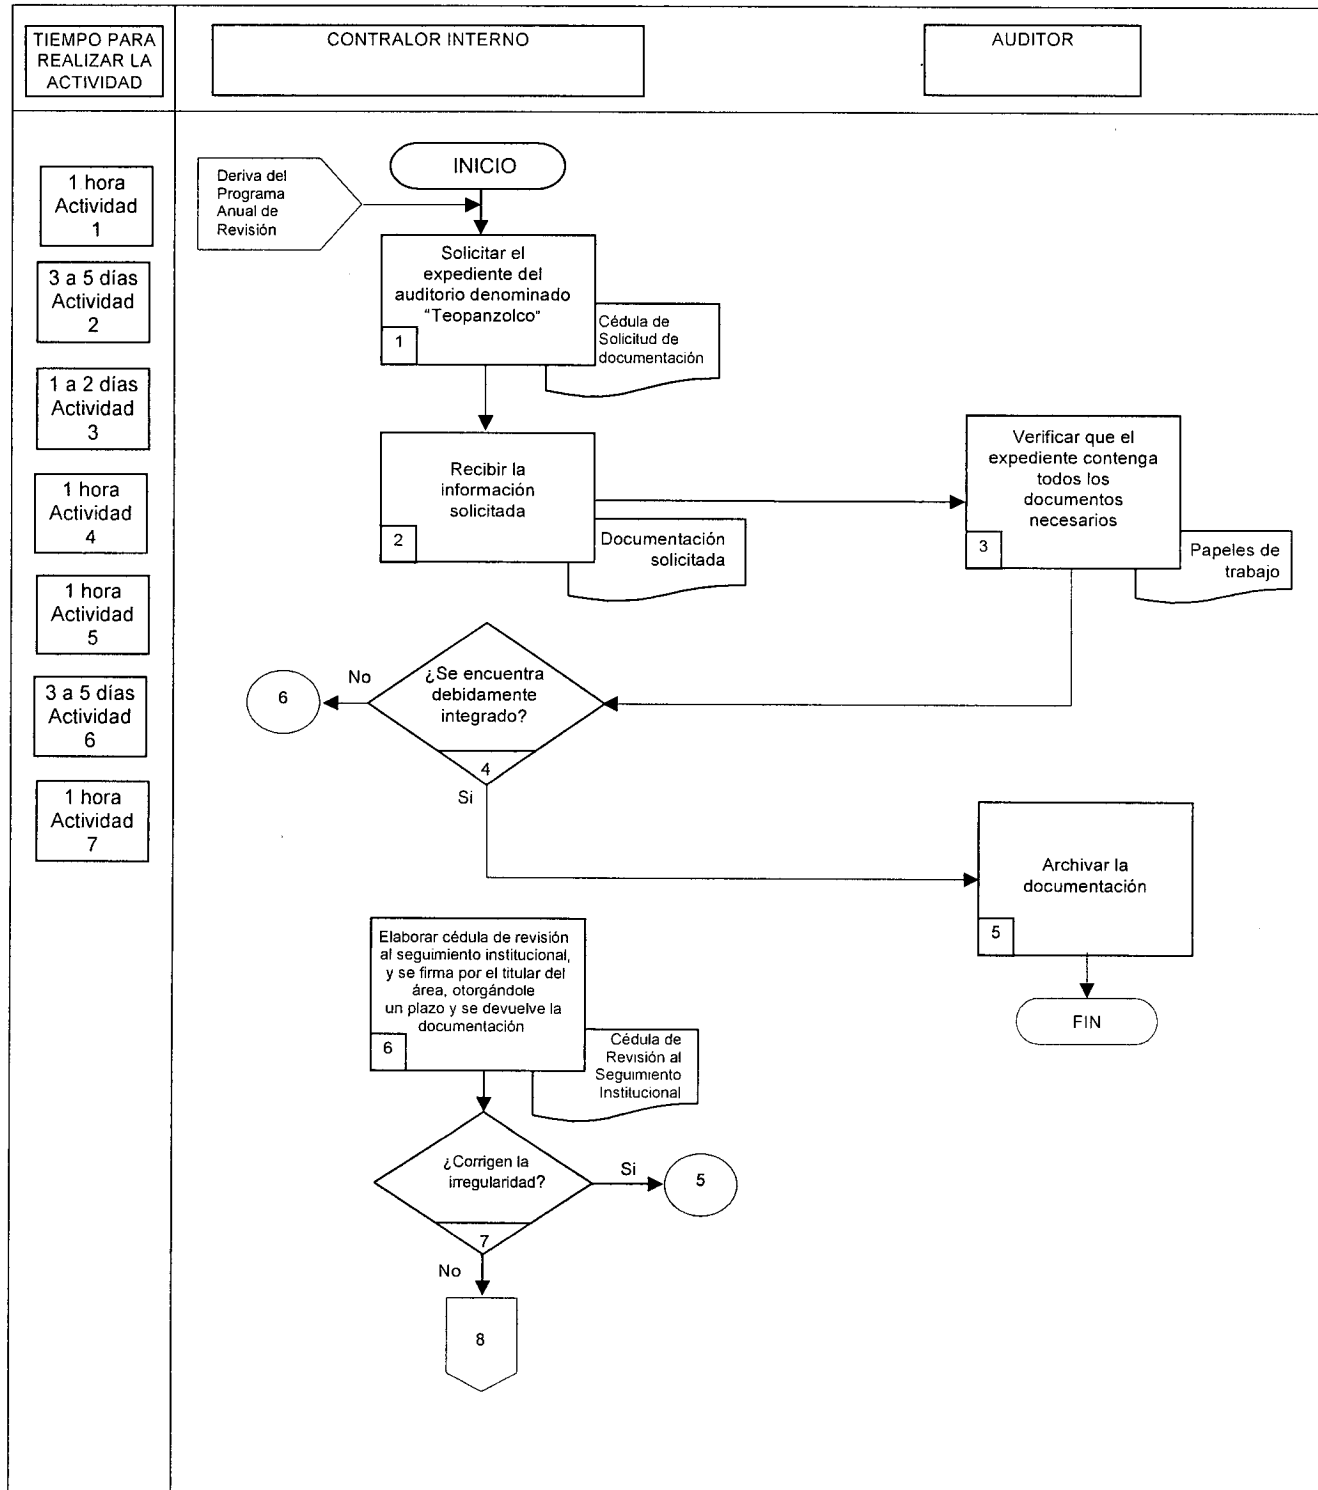 TIEMPO PARA
REALIZAR LA
ACTIVIDAD
CONTRALOR INTERNO
AUDITOR
1 hora
Actividad
1
3 a 5 días
Actividad
2
1 a 2 días
Actividad
3
1 hora
Actividad
4
1 hora
Actividad
5
3 a 5 días
Actividad
6
1 hora
Actividad
7
INICIO
Deriva del
Programa
Anual de
Revisión
Solicitar el
expediente del
auditorio denominado
"Teopanzolco"
1
Cédula de
Solicitud de
documentación
Recibir la
información
solicitada
2
Documentación
solicitada
Verificar que el
expediente contenga
todos los
documentos
necesarios
3
Papeles de
trabajo
¿Se encuentra
debidamente
integrado?
4
No
6
Si
Archivar la
documentación
5
FIN
Elaborar cédula de revisión
al seguimiento institucional,
y se firma por el titular del
área, otorgándole
un plazo y se devuelve la
documentación
6
Cédula de
Revisión al
Seguimiento
Institucional
¿Corrigen la
irregularidad?
7
Si
5
No
8